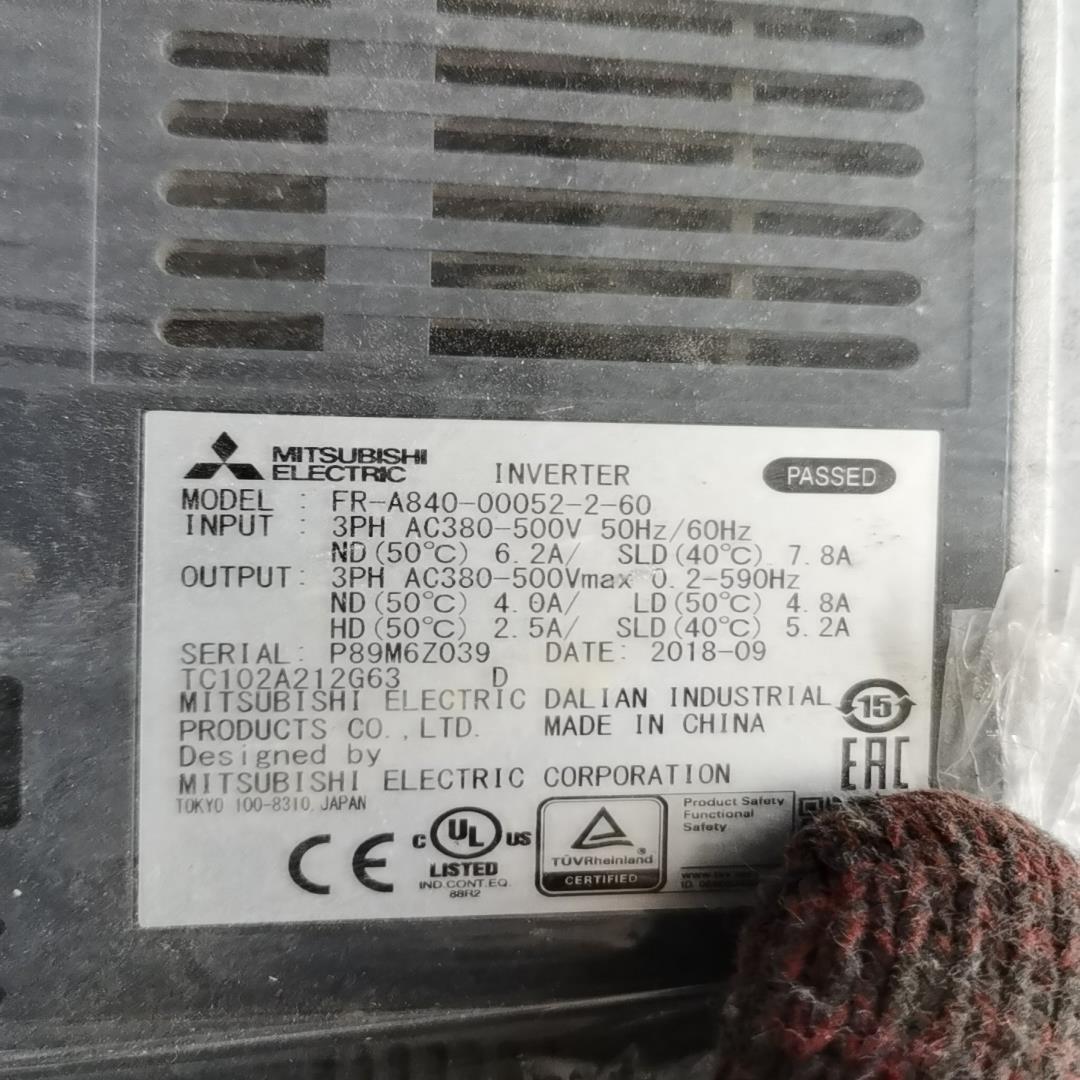 MITSUBISHI
ELECTRIC
INVERTER
PASSED
MODEL : FR-A840-00052-2-60
INPUT : 3PH AC380-500V 50Hz/60Hz
ND(50℃) 6.2A/ SLD(40℃) 7.8A
OUTPUT: 3PH AC380-500Vmax 0.2-590Hz
ND(50℃) 4.0A/ LD(50℃) 4.8A
HD(50℃) 2.5A/ SLD(40℃) 5.2A
SERIAL: P89M6Z039 DATE: 2018-09
TC102A212G63 D
MITSUBISHI ELECTRIC DALIAN INDUSTRIAL
PRODUCTS CO.,LTD. MADE IN CHINA
15
Designed by
MITSUBISHI ELECTRIC CORPORATION
TOKYO 100-8310, JAPAN
EAC
CE
C UL US
LISTED
IND.CONT.EQ.
88R2
TÜVRheinland
CERTIFIED
Product Safety
Functional
Safety